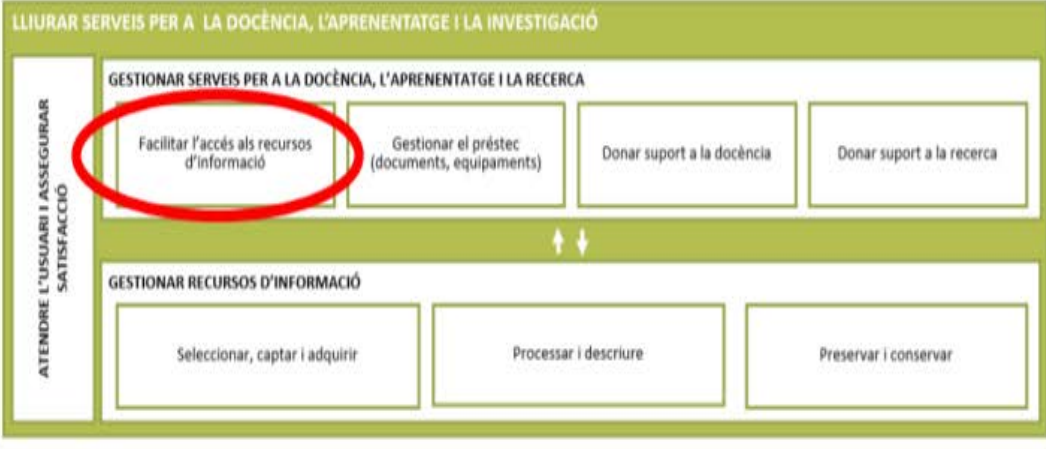 LLIURAR SERVEIS PER A LA DOCÈNCIA, L'APRENENTATGE I LA INVESTIGACIÓ
ATENDRE L'USUARI I ASSEGURAR
SATISFACCIÓ
GESTIONAR SERVEIS PER A LA DOCÈNCIA, L'APRENENTATGE I LA RECERCA
Facilitar l'accés als recursos
d'informació
Gestionar el préstec
(documents, equipaments)
Donar suport a la docència
Donar suport a la recerca
GESTIONAR RECURSOS D'INFORMACIÓ
Seleccionar, captar i adquirir
Processar i descriure
Preservar i conservar